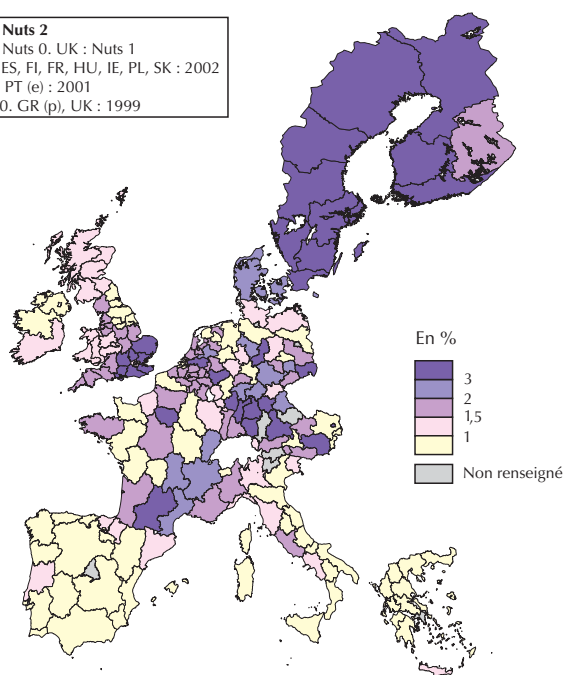 Nuts 2
Nuts 0. UK : Nuts 1
ES, FI, FR, HU, IE, PL, SK : 2002
PT (e) : 2001
0. GR (p), UK : 1999
En %
3
2
1,5
1
Non renseigné